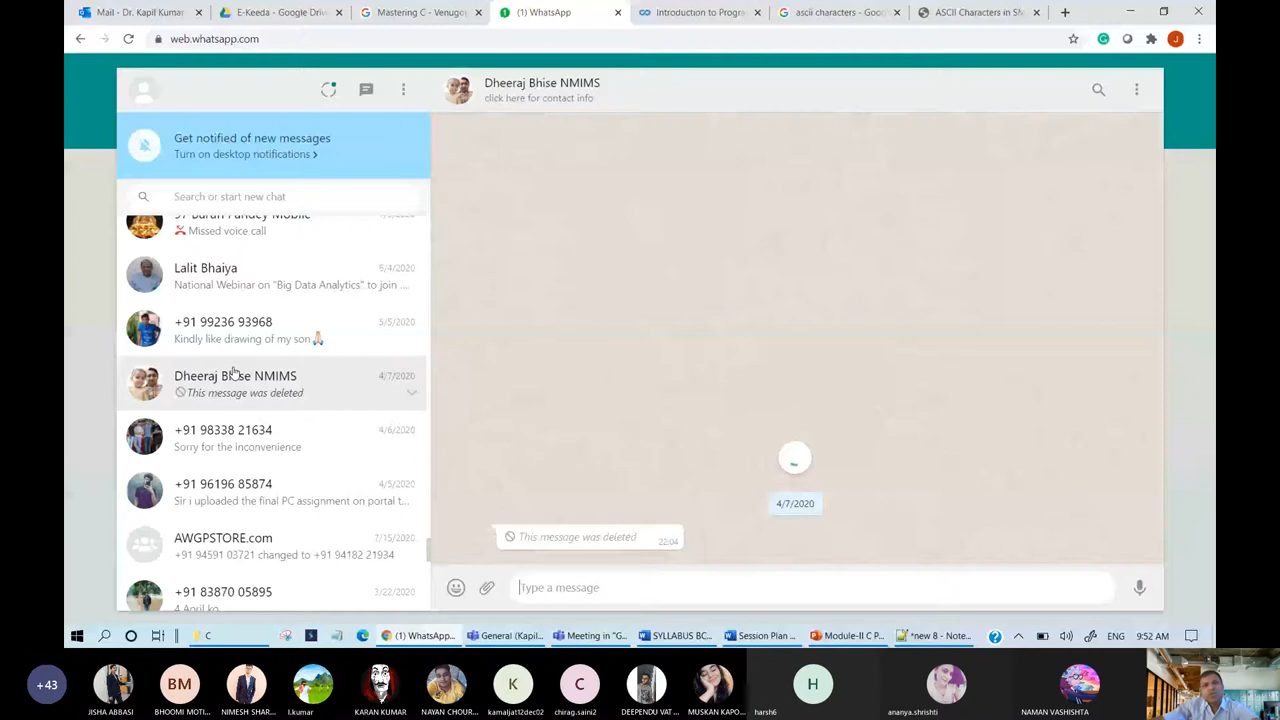 Mail - Dr. Kapil Kumar
E-Keeda - Google Driv
Mastering C - Venugo
(1) WhatsApp
Introduction to Progra
ascii characters - Goo
ASCII Characters in SM
web.whatsapp.com
J
Dheeraj Bhise NMIMS
click here for contact info
Get notified of new messages
Turn on desktop notifications
Search or start new chat
Missed voice call
Lalit Bhaiya
5/4/2020
National Webinar on "Big Data Analytics" to join ....
+91 99236 93968
5/5/2020
Kindly like drawing of my son
Dheeraj Bhise NMIMS
4/7/2020
This message was deleted
+91 98338 21634
4/6/2020
Sorry for the inconvenience
+91 96196 85874
4/5/2020
Sir i uploaded the final PC assignment on portal t...
AWGPSTORE.com
7/15/2020
+91 94591 03721 changed to +91 94182 21934
+91 83870 05895
3/22/2020
4 April ko
4/7/2020
This message was deleted
22:04
Type a message
C
(1) WhatsApp...
General (Kapil...
Meeting in "G...
SYLLABUS BC...
Session Plan ...
Module-II C P...
*new 8 - Note...
ENG
9:52 AM
+43
BM
K
C
H
JISHA ABBASI
BHOOMI MOTI...
NIMESH SHAR...
I.kumar
KARAN KUMAR
NAYAN CHOUR...
kamaljat12dec02
chirag.saini2
DEEPENDU VAT ...
MUSKAN KAPO...
harsh6
ananya.shrishti
NAMAN VASHISTA